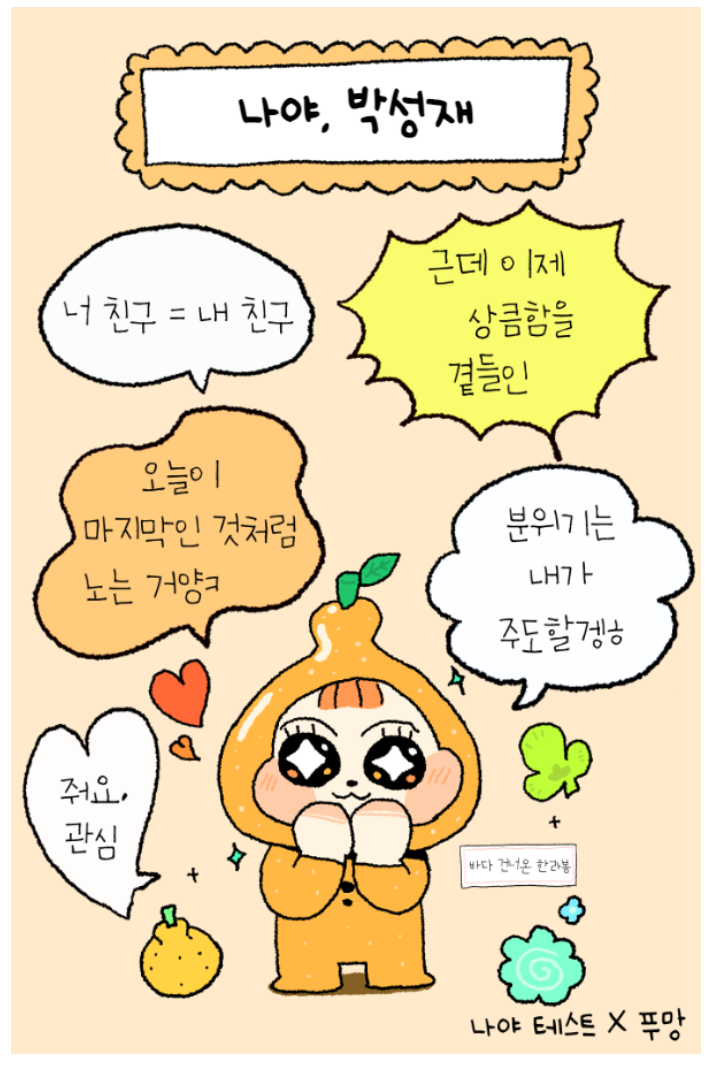 나야, 박성재
너 친구 = 내 친구
근데 이제
상큼함을
곁들인
오늘이
마지막인 것처럼
노는 거양ㅋ
분위기는
내가
주도할겡ㅎ
줘요,
관심
바다 건너온 한라봉
나야 테스트 X 푸망